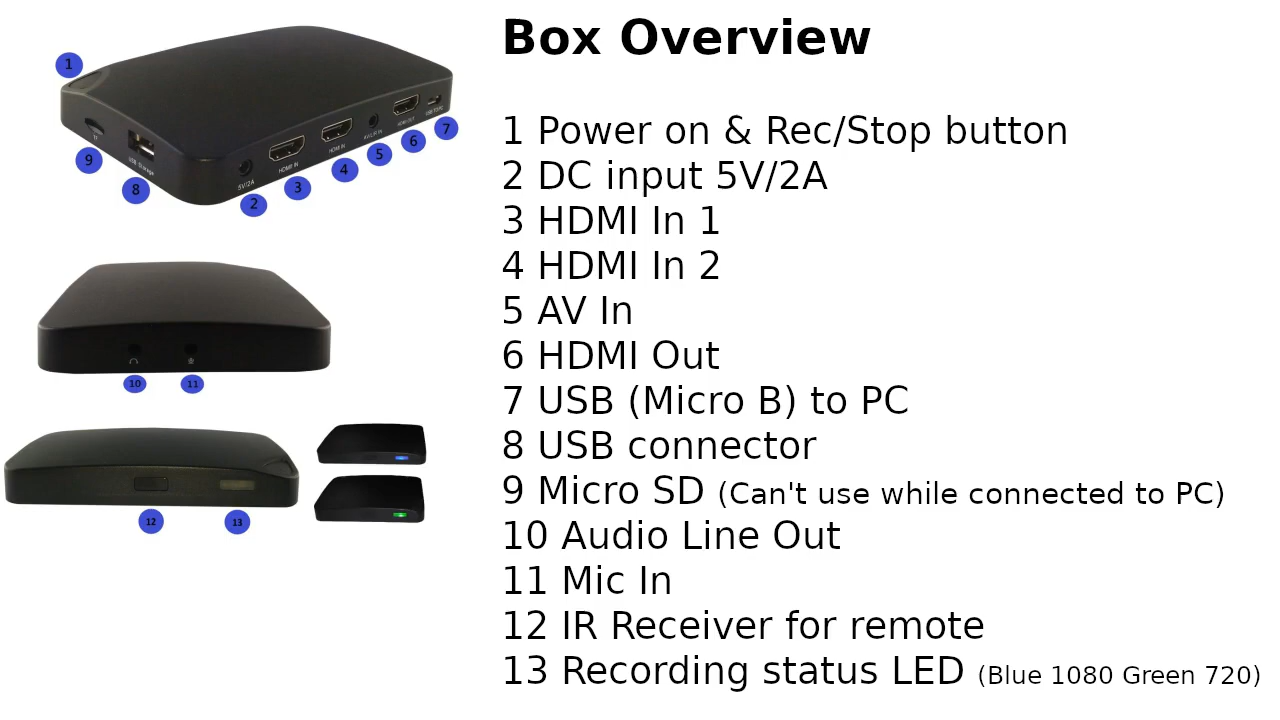 Box Overview
1 Power on & Rec/Stop button
2 DC input 5V/2A
3 HDMI In 1
4 HDMI In 2
5 AV In
6 HDMI Out
7 USB (Micro B) to PC
8 USB connector
9 Micro SD (Can't use while connected to PC)
10 Audio Line Out
11 Mic In
12 IR Receiver for remote
13 Recording status LED (Blue 1080 Green 720)
1
9
8
2
3
4
5
6
7
TF
USB Storage
5V/2A
HDMI IN
HDMI IN
HDMI OUT
10
11
12
13